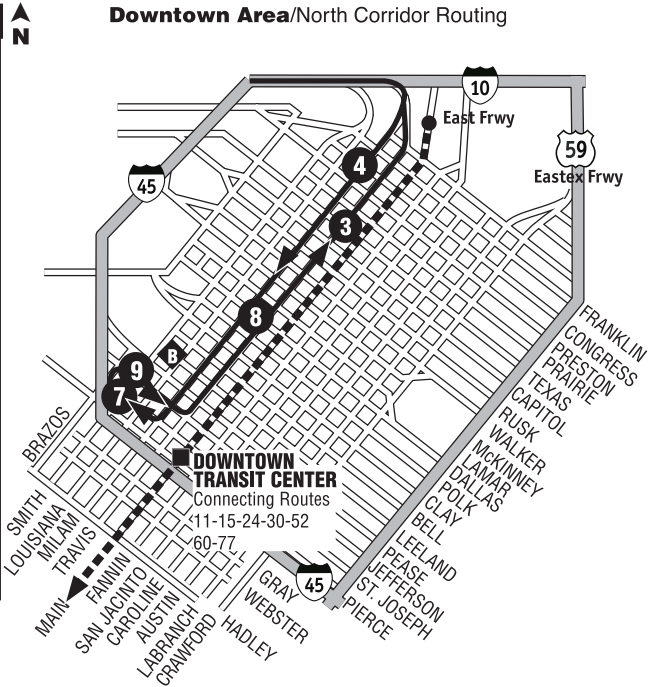 Downtown Area/North Corridor Routing
N
10
East Frwy
59
Eastex Frwy
45
4
3
8
B
9
7
DOWNTOWN
TRANSIT CENTER
Connecting Routes
11-15-24-30-52
60-77
45
FRANKLIN
CONGRESS
PRESTON
PRAIRIE
TEXAS
CAPITOL
RUSK
WALKER
McKINNEY
LAMAR
DALLAS
POLK
CLAY
BELL
LEELAND
PEASE
JEFFERSON
ST. JOSEPH
PIERCE
GRAY
WEBSTER
HADLEY
BRAZOS
SMITH
LOUISIANA
MILAM
TRAVIS
MAIN
FANNIN
SAN JACINTO
CAROLINE
AUSTIN
LABRANCH
CRAWFORD